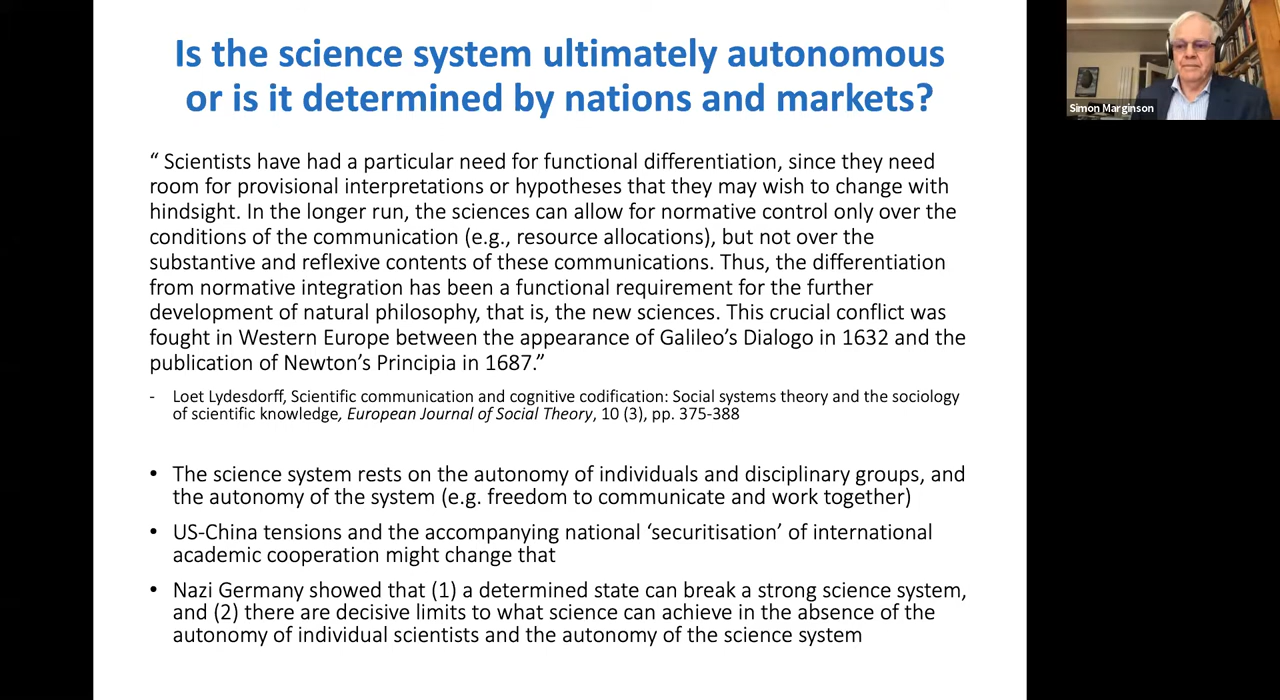 Is the science system ultimately autonomous
or is it determined by nations and markets?
“ Scientists have had a particular need for functional differentiation, since they need
room for provisional interpretations or hypotheses that they may wish to change with
hindsight. In the longer run, the sciences can allow for normative control only over the
conditions of the communication (e.g., resource allocations), but not over the
substantive and reflexive contents of these communications. Thus, the differentiation
from normative integration has been a functional requirement for the further
development of natural philosophy, that is, the new sciences. This crucial conflict was
fought in Western Europe between the appearance of Galileo’s Dialogo in 1632 and the
publication of Newton’s Principia in 1687.”
- Loet Lydesdorff, Scientific communication and cognitive codification: Social systems theory and the sociology
of scientific knowledge, European Journal of Social Theory, 10 (3), pp. 375-388
• The science system rests on the autonomy of individuals and disciplinary groups, and
the autonomy of the system (e.g. freedom to communicate and work together)
• US-China tensions and the accompanying national ‘securitisation’ of international
academic cooperation might change that
• Nazi Germany showed that (1) a determined state can break a strong science system,
and (2) there are decisive limits to what science can achieve in the absence of the
autonomy of individual scientists and the autonomy of the science system
Simon Marginson